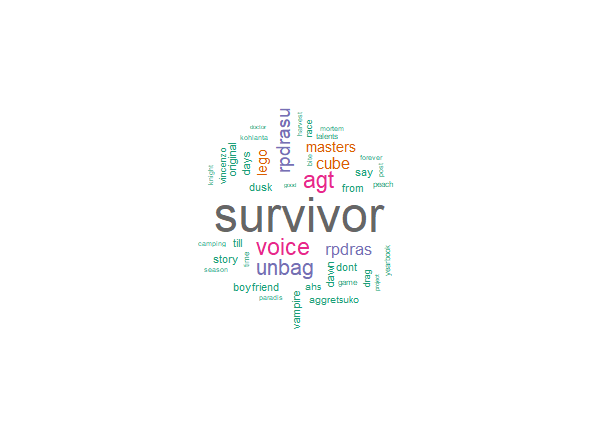 doctor
kohlanta
harvest
race
mortem
talents
rpdrasu
masters
vincenzo
original
days
lego
bite
cube
forever
knight
say
post
agt
dusk
good
from
peach
survivor
camping
till
voice
rpdras
yearbook
story
time
season
unbag
dawn
dont
drag
project
boyfriend
ahs
game
paradis
vampire
aggretsuko